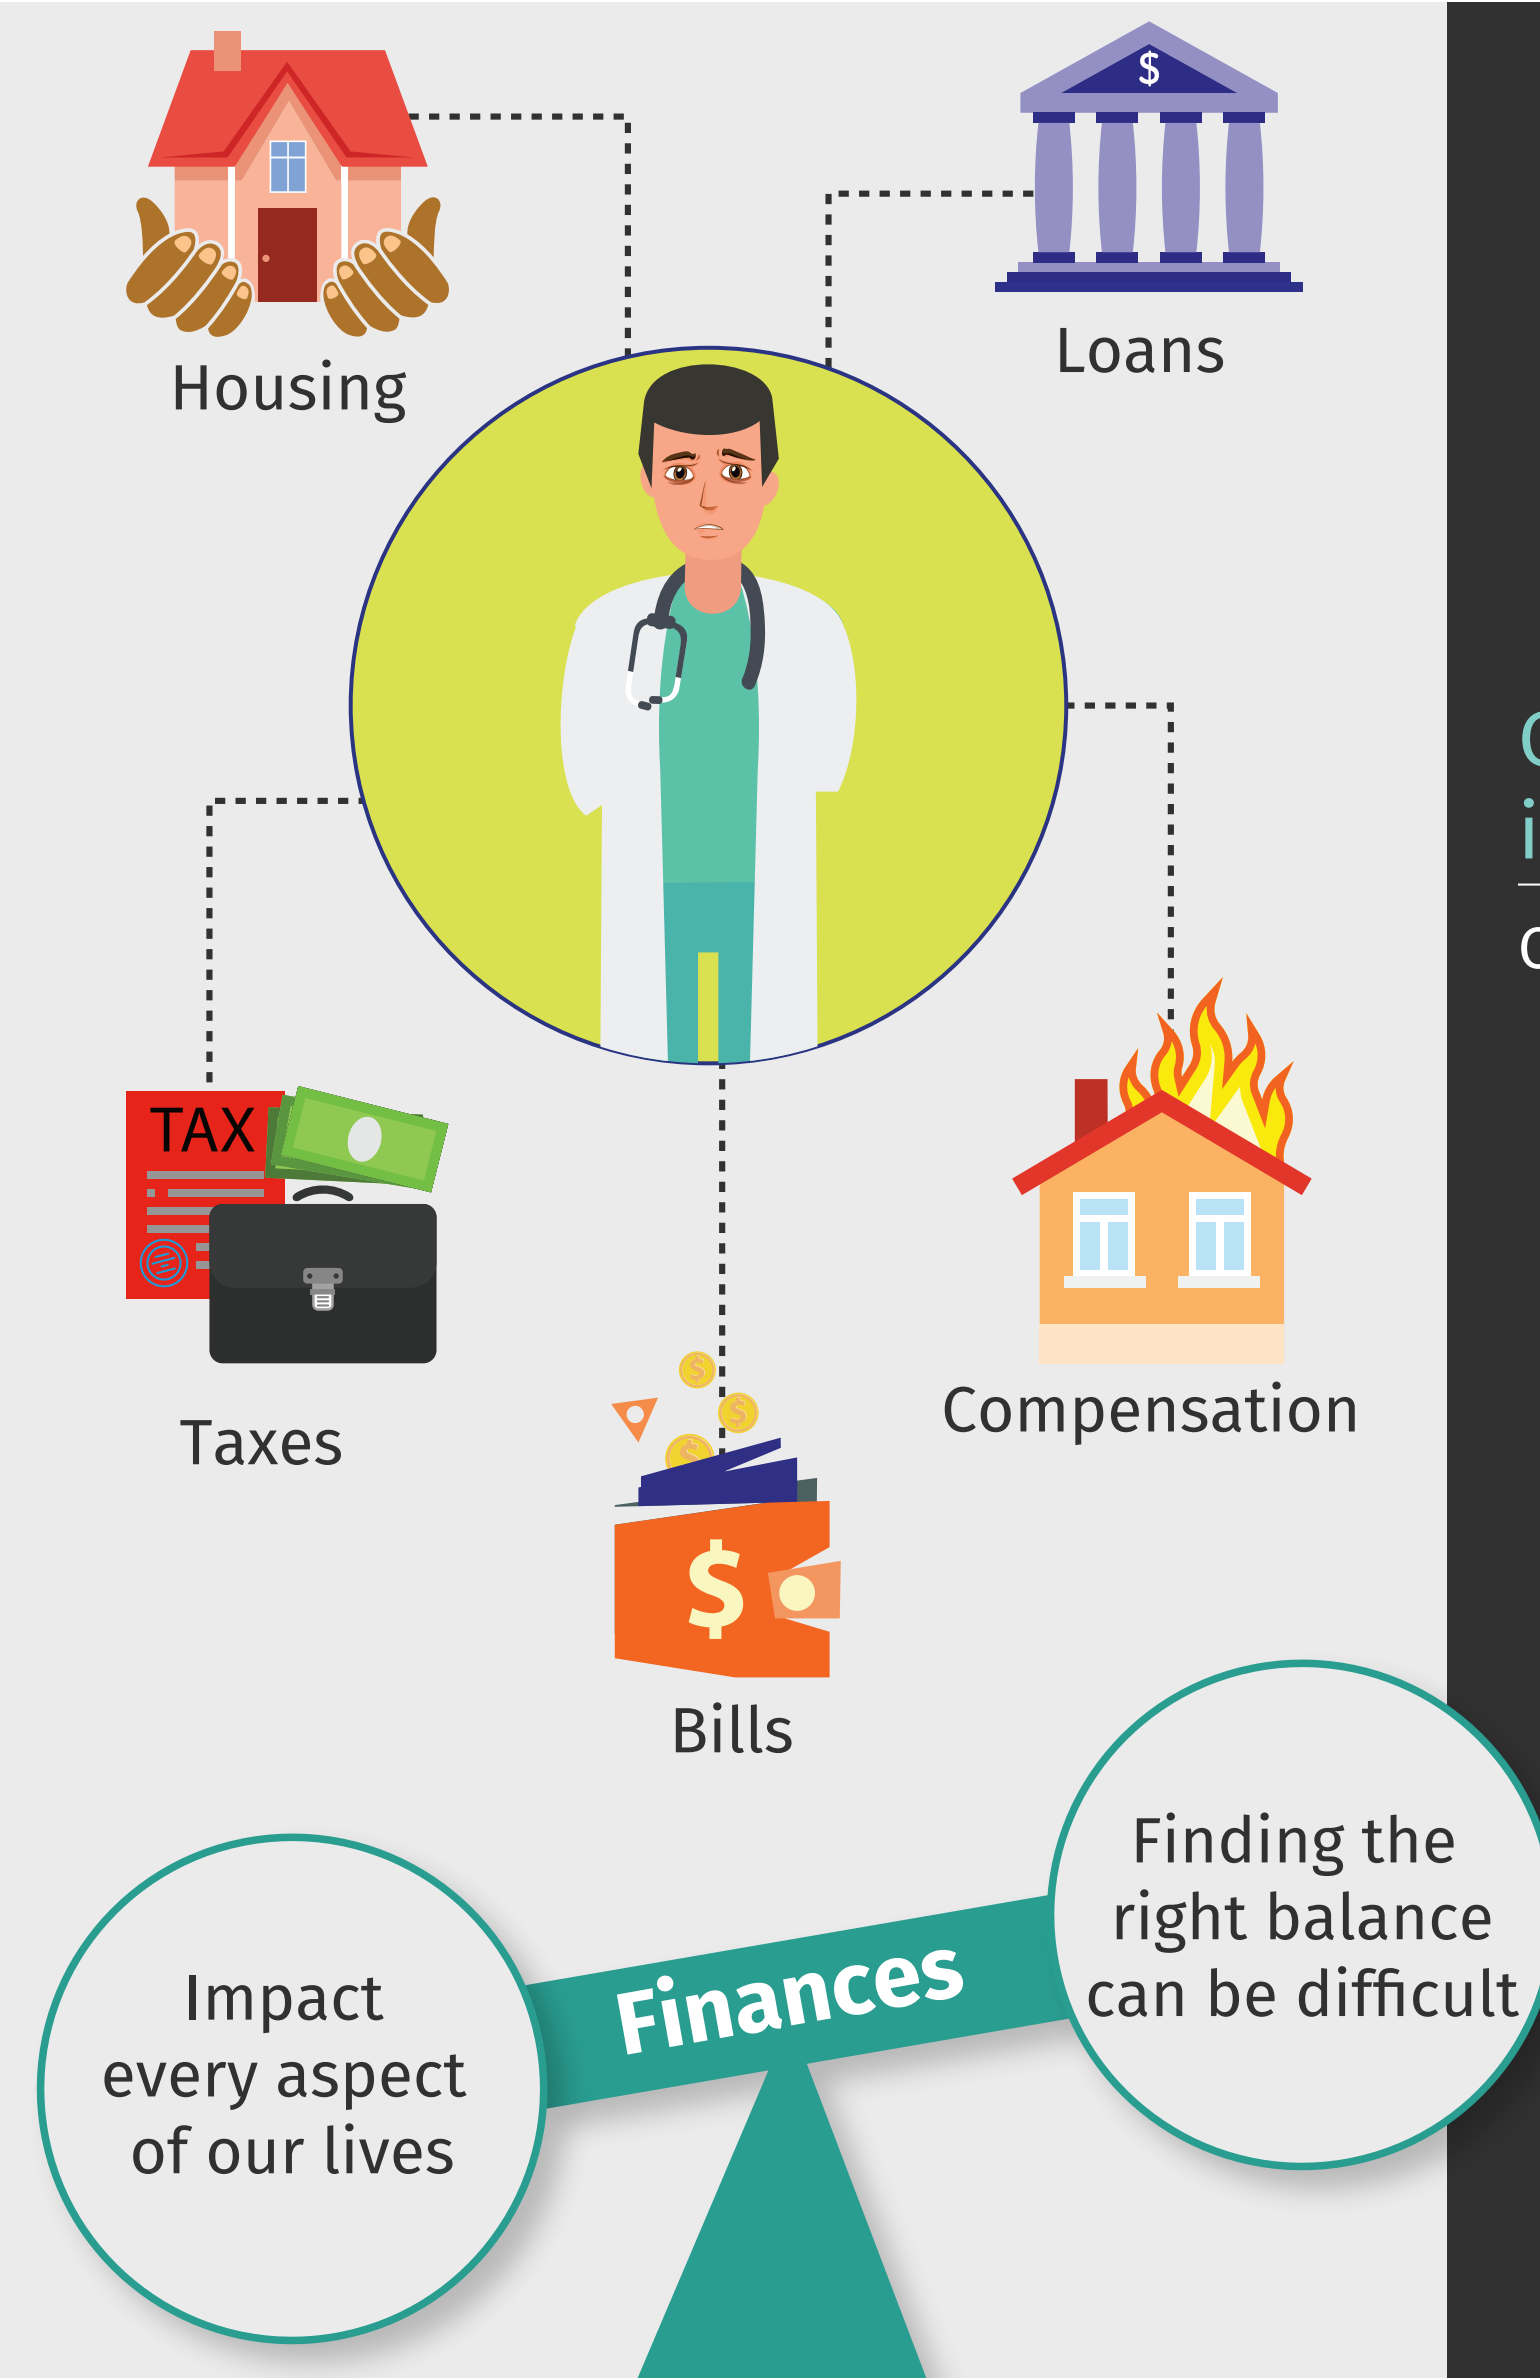 $
Loans
Housing
TAX
Compensation
Taxes
$
$
$
$
Bills
Finding the
right balance
can be difficult
Finances
Impact
every aspect
of our lives